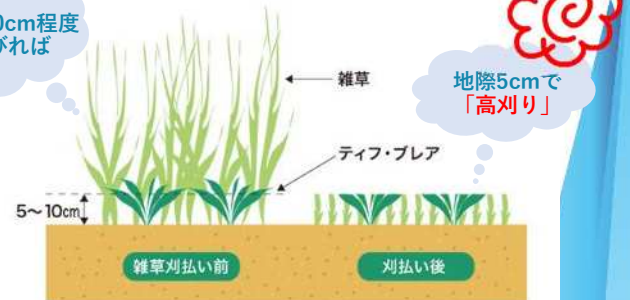 0cm程度
びれば
地際5cmで
「高刈り」
雑草
ティフ・ブレア
5〜10cm
雑草刈払い前
刈払い後